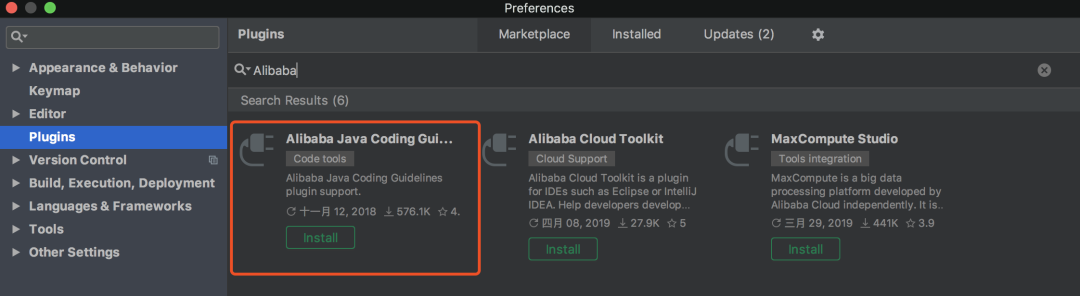 Preferences
Appearance & Behavior
Keymap
Editor
Plugins
Version Control
Build, Execution, Deployment
Languages & Frameworks
Tools
Other Settings
Plugins
Marketplace
Installed
Updates (2)
Alibaba
Search Results (6)
Alibaba Java Coding Gui...
Code tools
Alibaba Java Coding Guidelines
plugin support.
十一月 12, 2018 576.1K 4.
Install
Alibaba Cloud Toolkit
Cloud Support
Alibaba Cloud Toolkit is a plugin
for IDEs such as Eclipse or IntelliJ
IDEA. Help developers develop...
四月 08, 2019 27.9K 5
Install
MaxCompute Studio
Tools integration
MaxCompute is a big data
processing platform developed by
Alibaba Cloud independently. It is...
三月 29, 2019 441K 3.9
Install